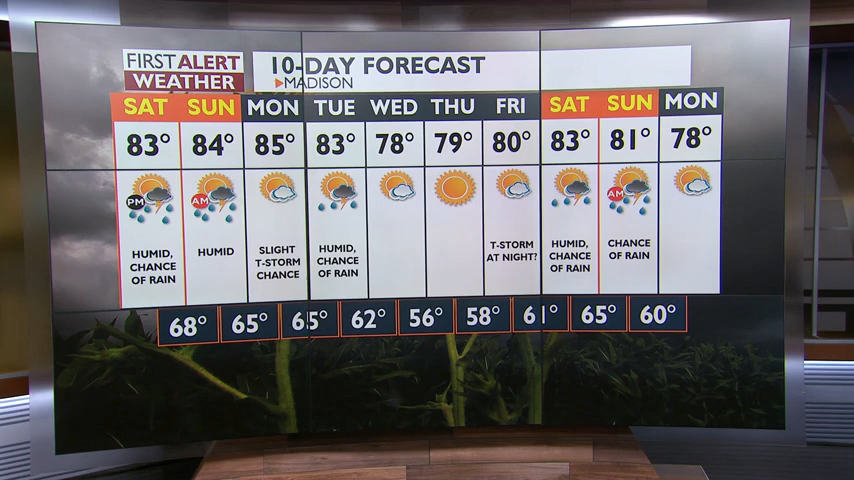 FIRST ALERT
WEATHER
10-DAY FORECAST
MADISON
SAT SUN MON TUE WED THU FRI SAT SUN MON
83° 84° 85° 83° 78° 79° 80° 83° 81° 78°
PM AM AM
HUMID,
CHANCE
OF RAIN
HUMID
SLIGHT
T-STORM
CHANCE
HUMID,
CHANCE
OF RAIN
T-STORM
AT NIGHT?
HUMID,
CHANCE
OF RAIN
CHANCE
OF RAIN
68° 65° 65° 62° 56° 58° 61° 65° 60°